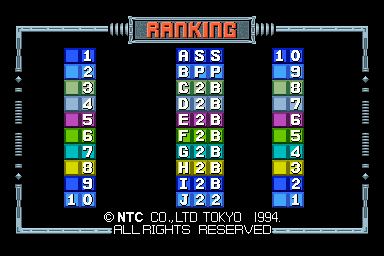 RANKING
1 ASS 10
2 BPP 9
3 C2B 8
4 D2B 7
5 E2B 6
6 F2B 5
7 G2B 4
8 H2B 3
9 I2B 2
10 J22 1
© NTC CO.,LTD TOKYO 1994.
ALL RIGHTS RESERVED